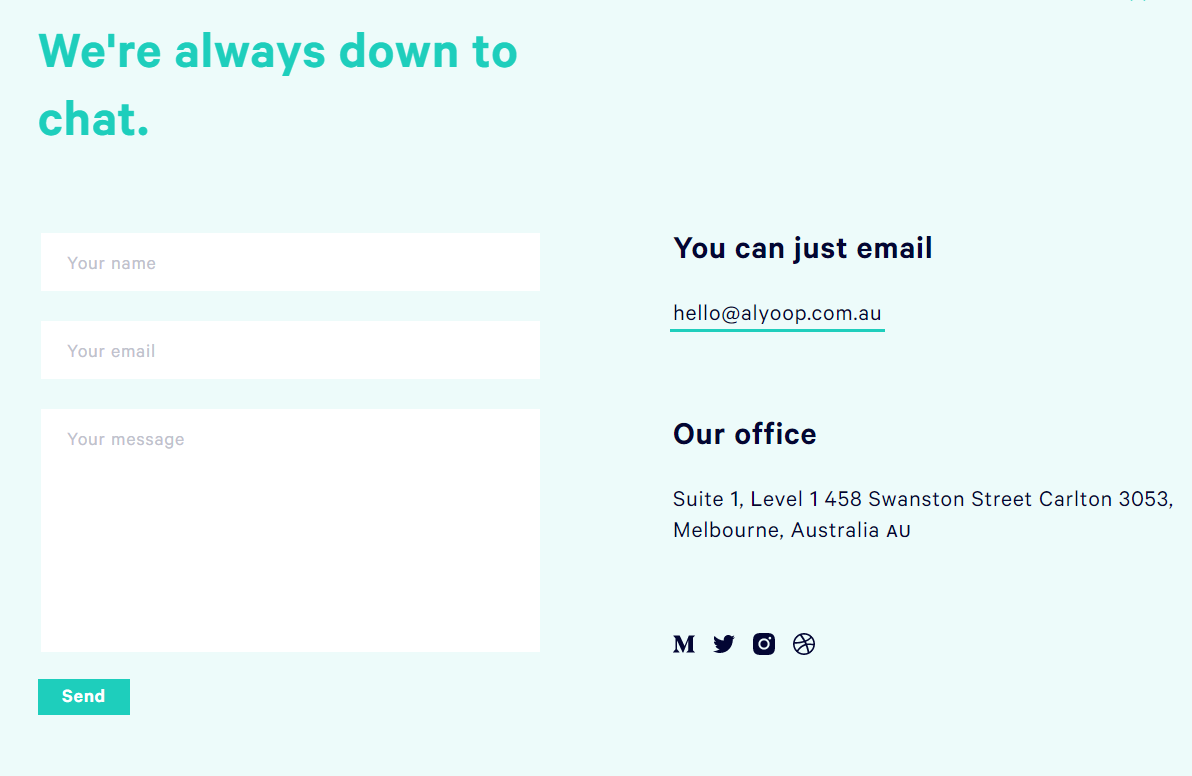 We're always down to
chat.
Your name
Your email
Your message
Send
You can just email
hello@alyoop.com.au
Our office
Suite 1, Level 1 458 Swanston Street Carlton 3053,
Melbourne, Australia AU